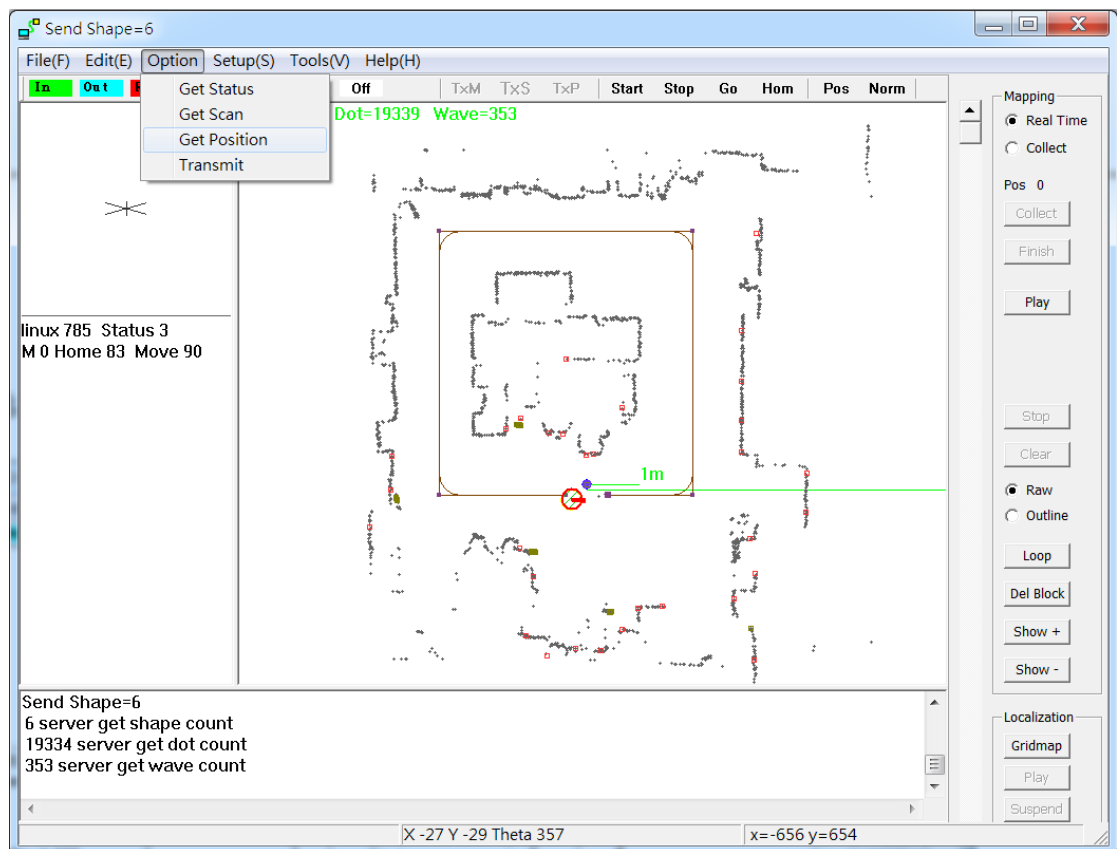 Send Shape=6
File(F) Edit(E) Option Setup(S) Tools(V) Help(H)
In Out Off TxM TxS TxP Start Stop Go Hom Pos Norm
Get Status
Get Scan
Get Position
Transmit
Dot=19339 Wave=353
linux 785 Status 3
M 0 Home 83 Move 90
1m
Mapping
Real Time
Collect
Pos 0
Collect
Finish
Play
Stop
Clear
Raw
Outline
Loop
Del Block
Show +
Show -
Localization
Gridmap
Play
Suspend
Send Shape=6
6 server get shape count
19334 server get dot count
353 server get wave count
X -27 Y -29 Theta 357
x=-656 y=654